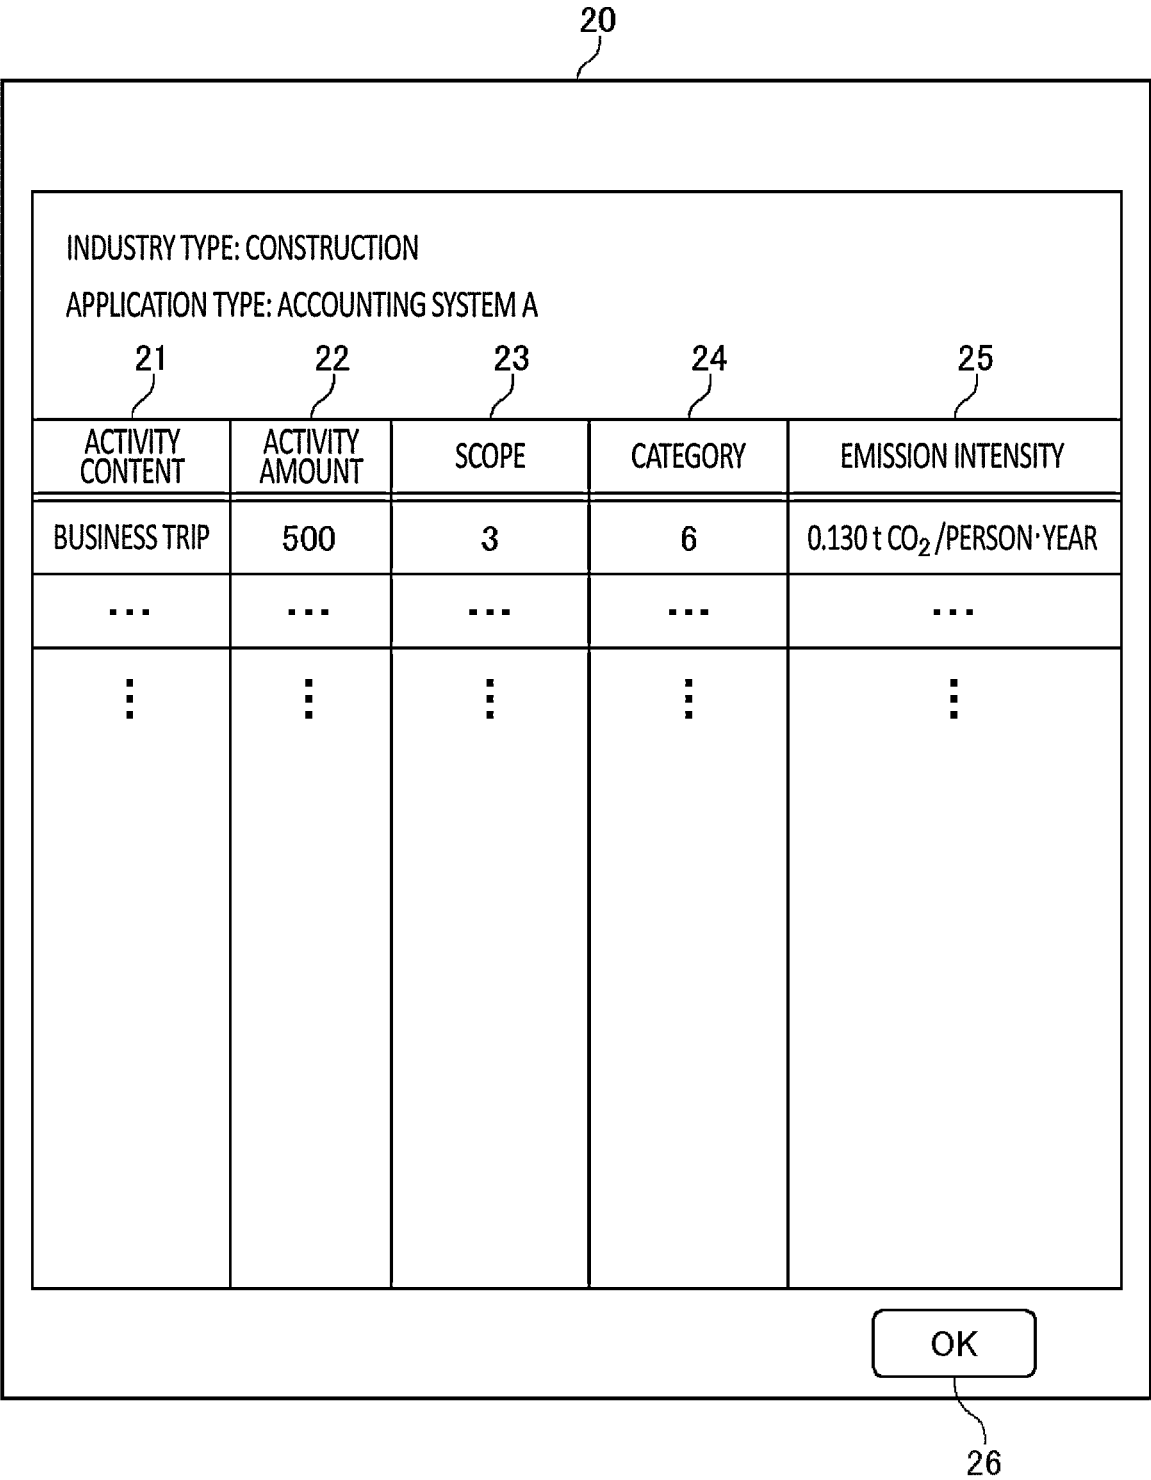 20
INDUSTRY TYPE: CONSTRUCTION
APPLICATION TYPE: ACCOUNTING SYSTEM A
21 22 23 24 25
ACTIVITY CONTENT ACTIVITY AMOUNT SCOPE CATEGORY EMISSION INTENSITY
BUSINESS TRIP 500 3 6 0.130 t CO₂/PERSON·YEAR
... ... ... ... ...
⋮ ⋮ ⋮ ⋮ ⋮
OK
26